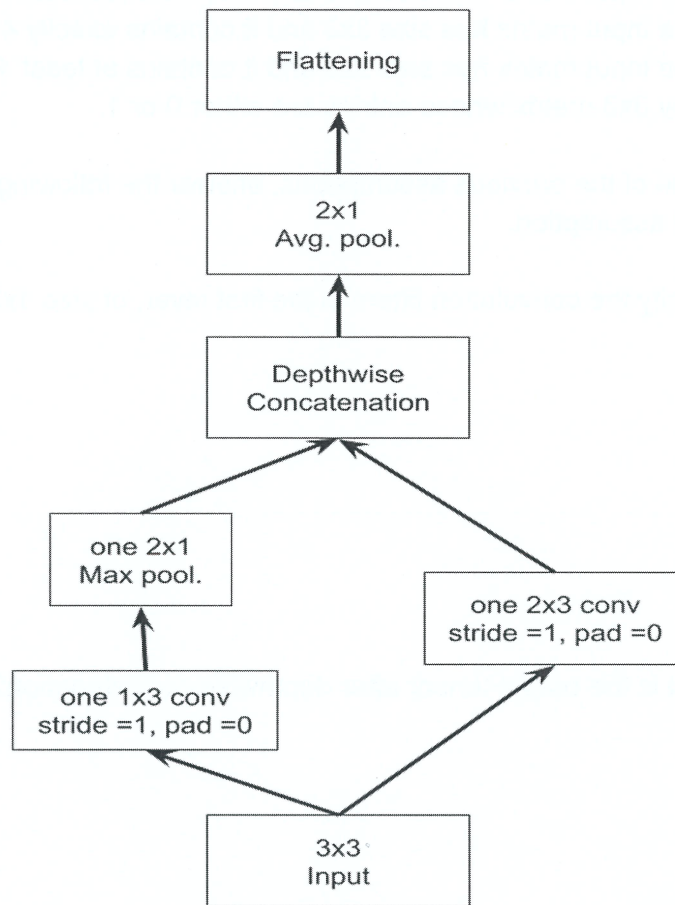 Flattening
2x1
Avg. pool.
Depthwise
Concatenation
one 2x1
Max pool.
one 2x3 conv
stride =1, pad =0
one 1x3 conv
stride =1, pad =0
3x3
Input